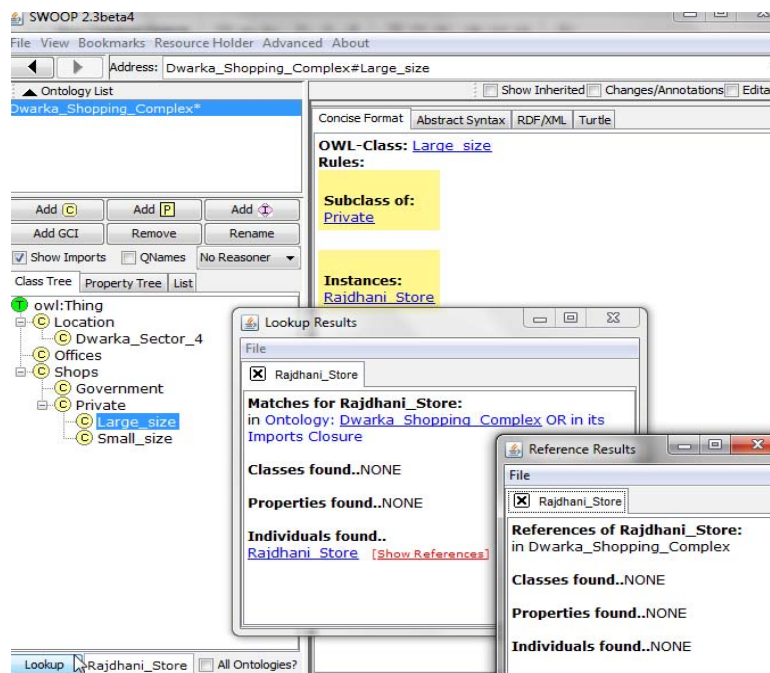 SWOOP 2.3beta4
File View Bookmarks Resource Holder Advanced About
Address: Dwarka_Shopping_Complex#Large_size
Ontology List
Dwarka_Shopping_Complex*
Show Inherited Changes/Annotations Edita
Concise Format Abstract Syntax RDF/XML Turtle
OWL-Class: Large_size
Rules:
Subclass of:
Private
Instances:
Rajdhani_Store
Add C Add P Add I
Add GCI Remove Rename
Show Imports QNames No Reasoner
Class Tree Property Tree List
T owl:Thing
C Location
C Dwarka_Sector_4
C Offices
C Shops
C Government
C Private
C Large_size
C Small_size
Lookup Rajdhani_Store All Ontologies?
Lookup Results
File
Rajdhani_Store
Matches for Rajdhani_Store:
in Ontology: Dwarka_Shopping_Complex OR in its
Imports Closure
Classes found..NONE
Properties found..NONE
Individuals found..
Rajdhani_Store [Show References]
Reference Results
File
Rajdhani_Store
References of Rajdhani_Store:
in Dwarka_Shopping_Complex
Classes found..NONE
Properties found..NONE
Individuals found..NONE